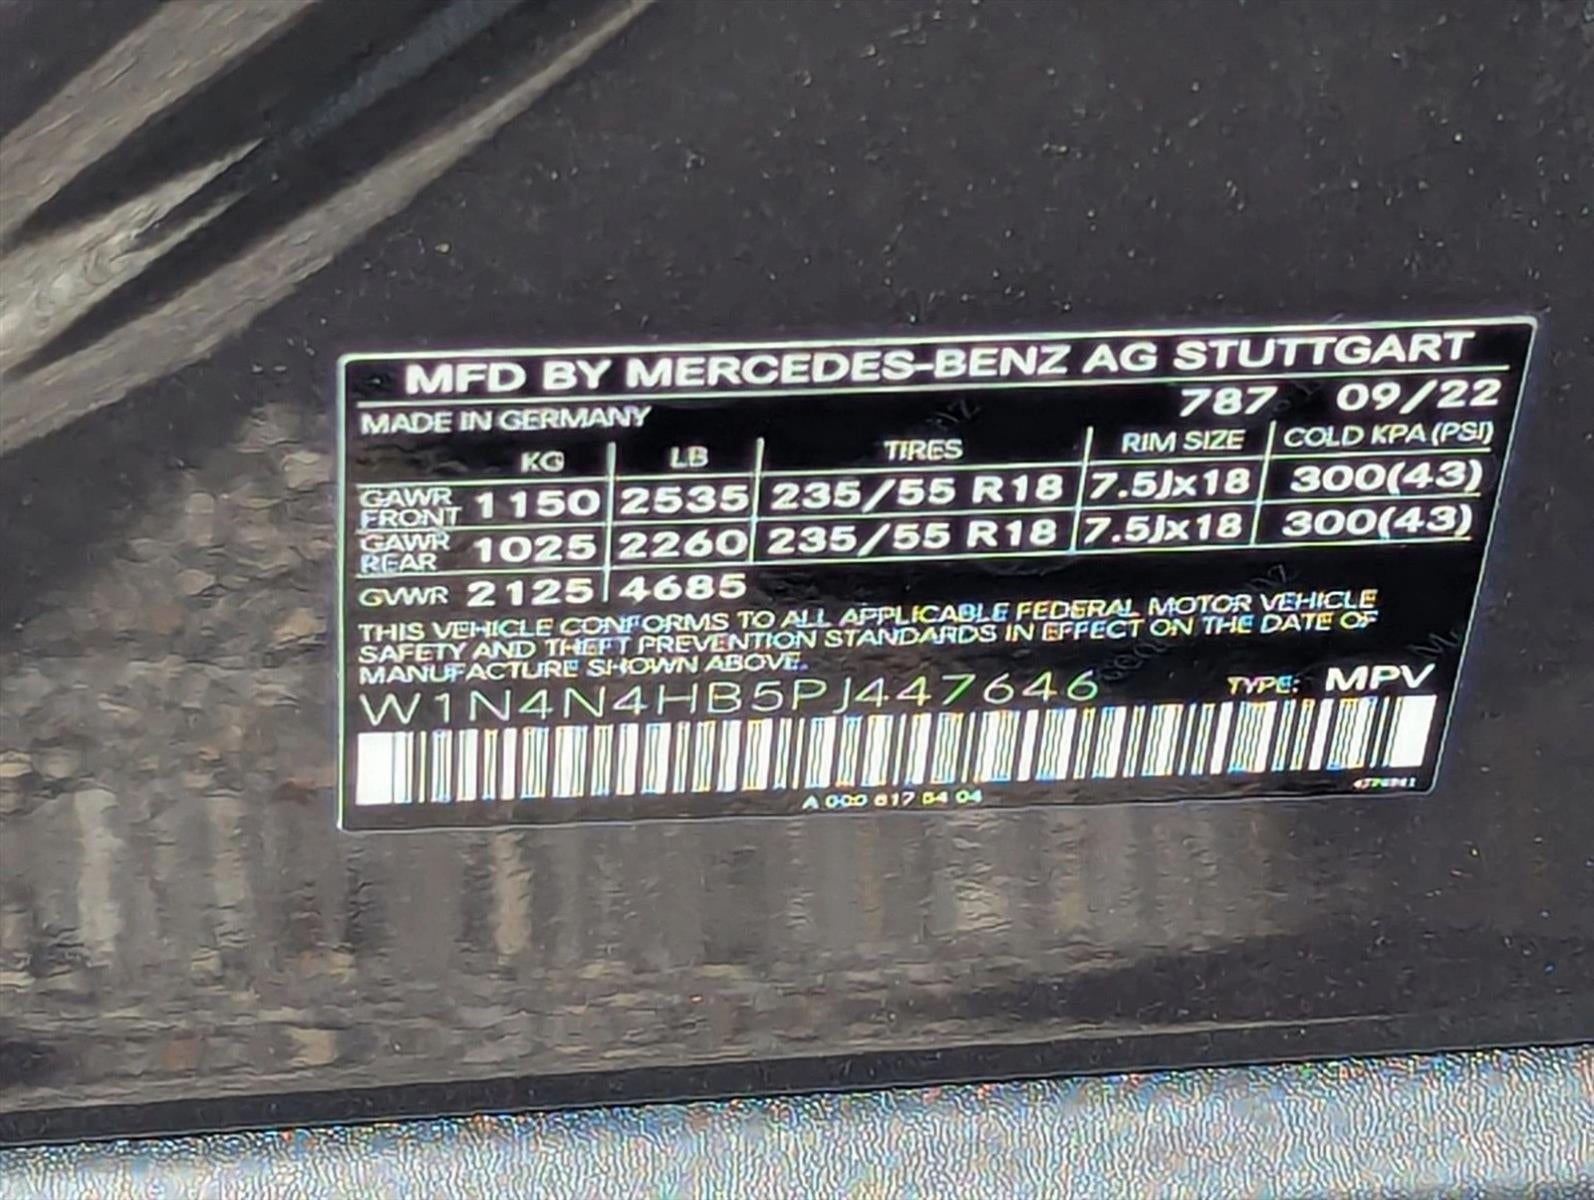 MFD BY MERCEDES-BENZ AG STUTTGART
MADE IN GERMANY 787 09/22
KG LB TIRES RIM SIZE COLD KPA (PSI)
GAWR FRONT 1150 2535 235/55 R18 7.5Jx18 300(43)
GAWR REAR 1025 2260 235/55 R18 7.5Jx18 300(43)
GVWR 2125 4685
THIS VEHICLE CONFORMS TO ALL APPLICABLE FEDERAL MOTOR VEHICLE
SAFETY AND THEFT PREVENTION STANDARDS IN EFFECT ON THE DATE OF
MANUFACTURE SHOWN ABOVE.
W1N4N4HB5PJ447646 TYPE: MPV
A 000 817 54 04